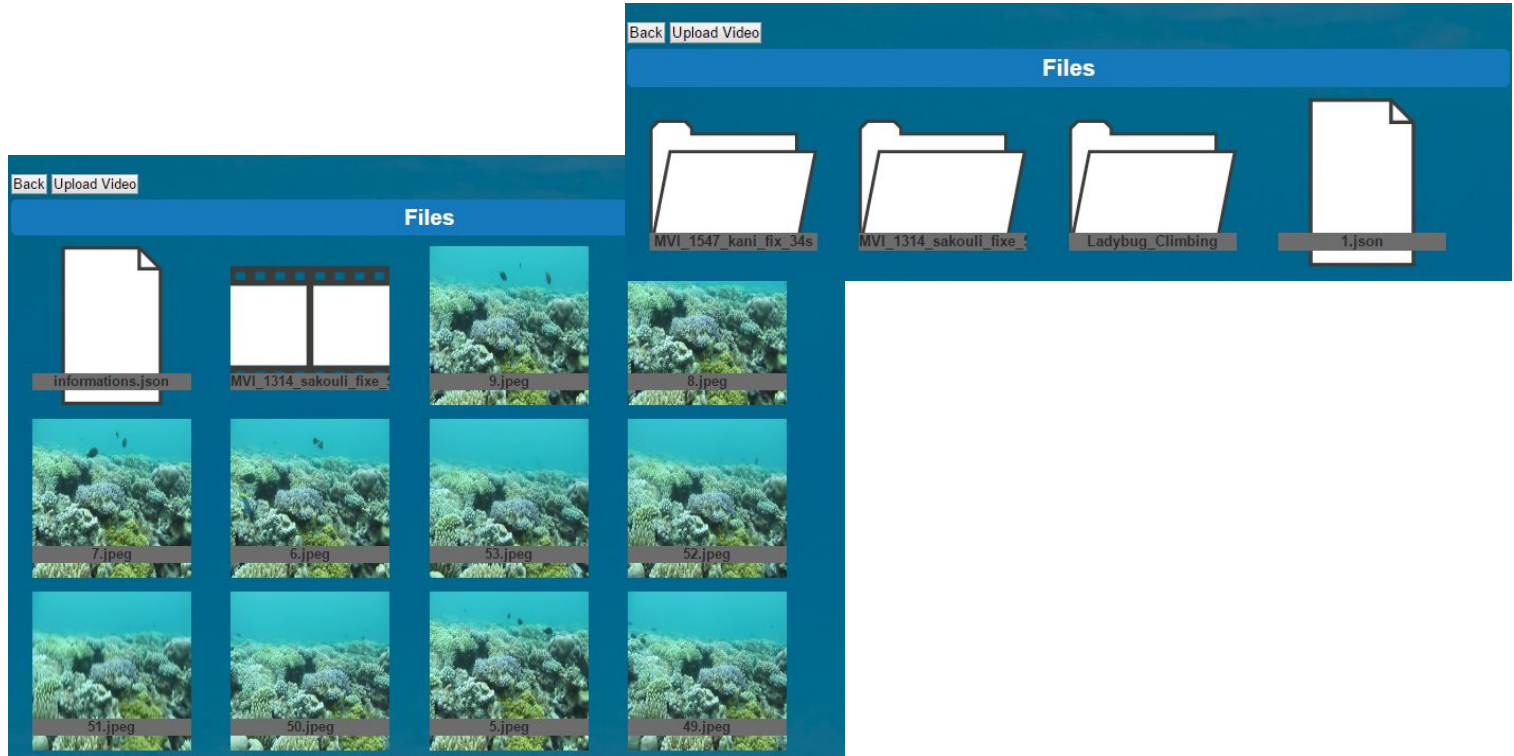 Back Upload Video
Files
MVI_1547_kani_fix_34s MVI_1314_sakouli_fixe_ Ladybug_Climbing 1.json
Back Upload Video
Files
informations.json MVI_1314_sakouli_fixe_ 9.jpeg 8.jpeg
7.jpeg 6.jpeg 53.jpeg 52.jpeg
51.jpeg 50.jpeg 5.jpeg 49.jpeg